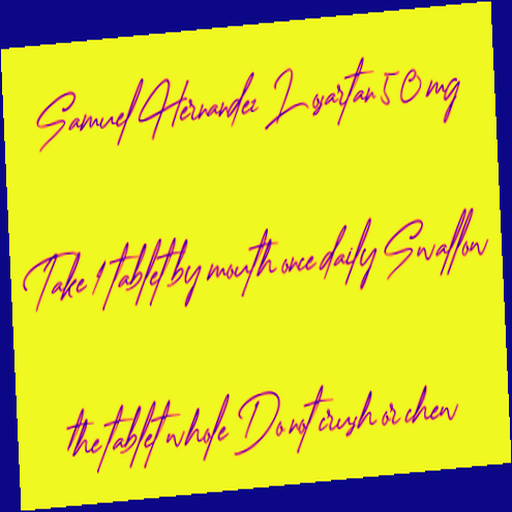 Samuel Hernandez Losartan 50 mg
Take 1 tablet by mouth once daily Swallow
the tablet whole Do not crush or chew